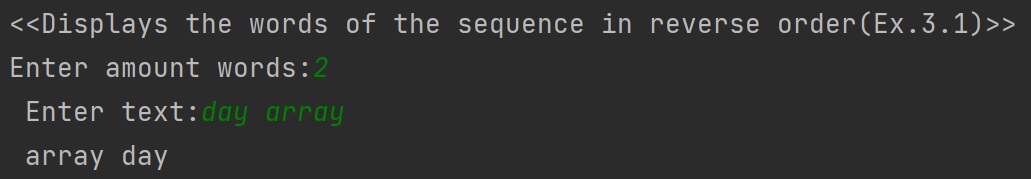 <<Displays the words of the sequence in reverse order(Ex.3.1)>>
Enter amount words:2
Enter text:day array
array day